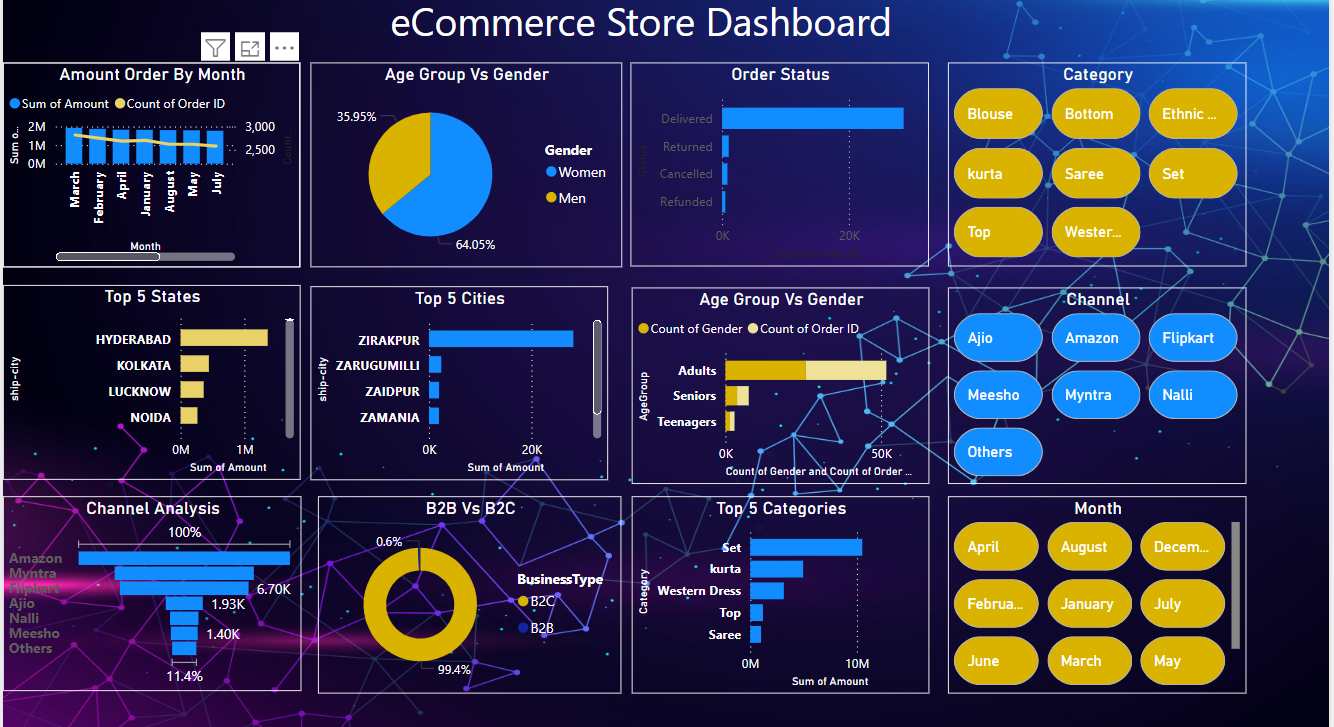 eCommerce Store Dashboard
Amount Order By Month
Sum of Amount Count of Order ID
Sum o...
2M
1M
0M
3,000
2,500
Count
March
February
April
January
August
May
July
Month
Age Group Vs Gender
35.95%
64.05%
Gender
Women
Men
Order Status
Status
Delivered
Returned
Cancelled
Refunded
0K 20K
Category
Blouse Bottom Ethnic ...
kurta Saree Set
Top Wester...
Top 5 States
ship-city
HYDERABAD
KOLKATA
LUCKNOW
NOIDA
0M 1M
Sum of Amount
Top 5 Cities
ship-city
ZIRAKPUR
ZARUGUMILLI
ZAIDPUR
ZAMANIA
0K 20K
Sum of Amount
Age Group Vs Gender
Count of Gender Count of Order ID
AgeGroup
Adults
Seniors
Teenagers
0K 50K
Count of Gender and Count of Order ...
Channel
Ajio Amazon Flipkart
Meesho Myntra Nalli
Others
Channel Analysis
100%
Amazon
Myntra
Flipkart 6.70K
Ajio 1.93K
Nalli
Meesho 1.40K
Others
11.4%
B2B Vs B2C
0.6%
99.4%
BusinessType
B2C
B2B
Top 5 Categories
Category
Set
kurta
Western Dress
Top
Saree
0M 10M
Sum of Amount
Month
April August Decem...
Februa... January July
June March May